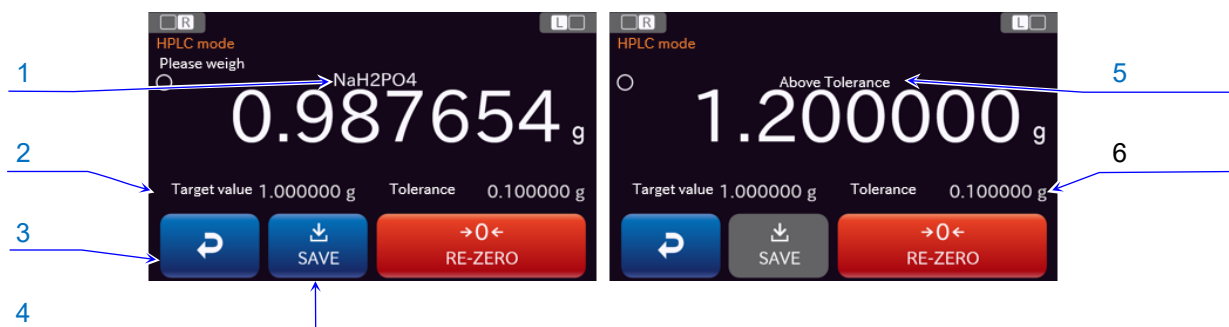 R L
HPLC mode
Please weigh
NaH2PO4
0.987654 g
Target value 1.000000 g Tolerance 0.100000 g
SAVE
→0←
RE-ZERO
R L
HPLC mode
Above Tolerance
1.200000 g
Target value 1.000000 g Tolerance 0.100000 g
SAVE
→0←
RE-ZERO
1
2
3
4
5
6